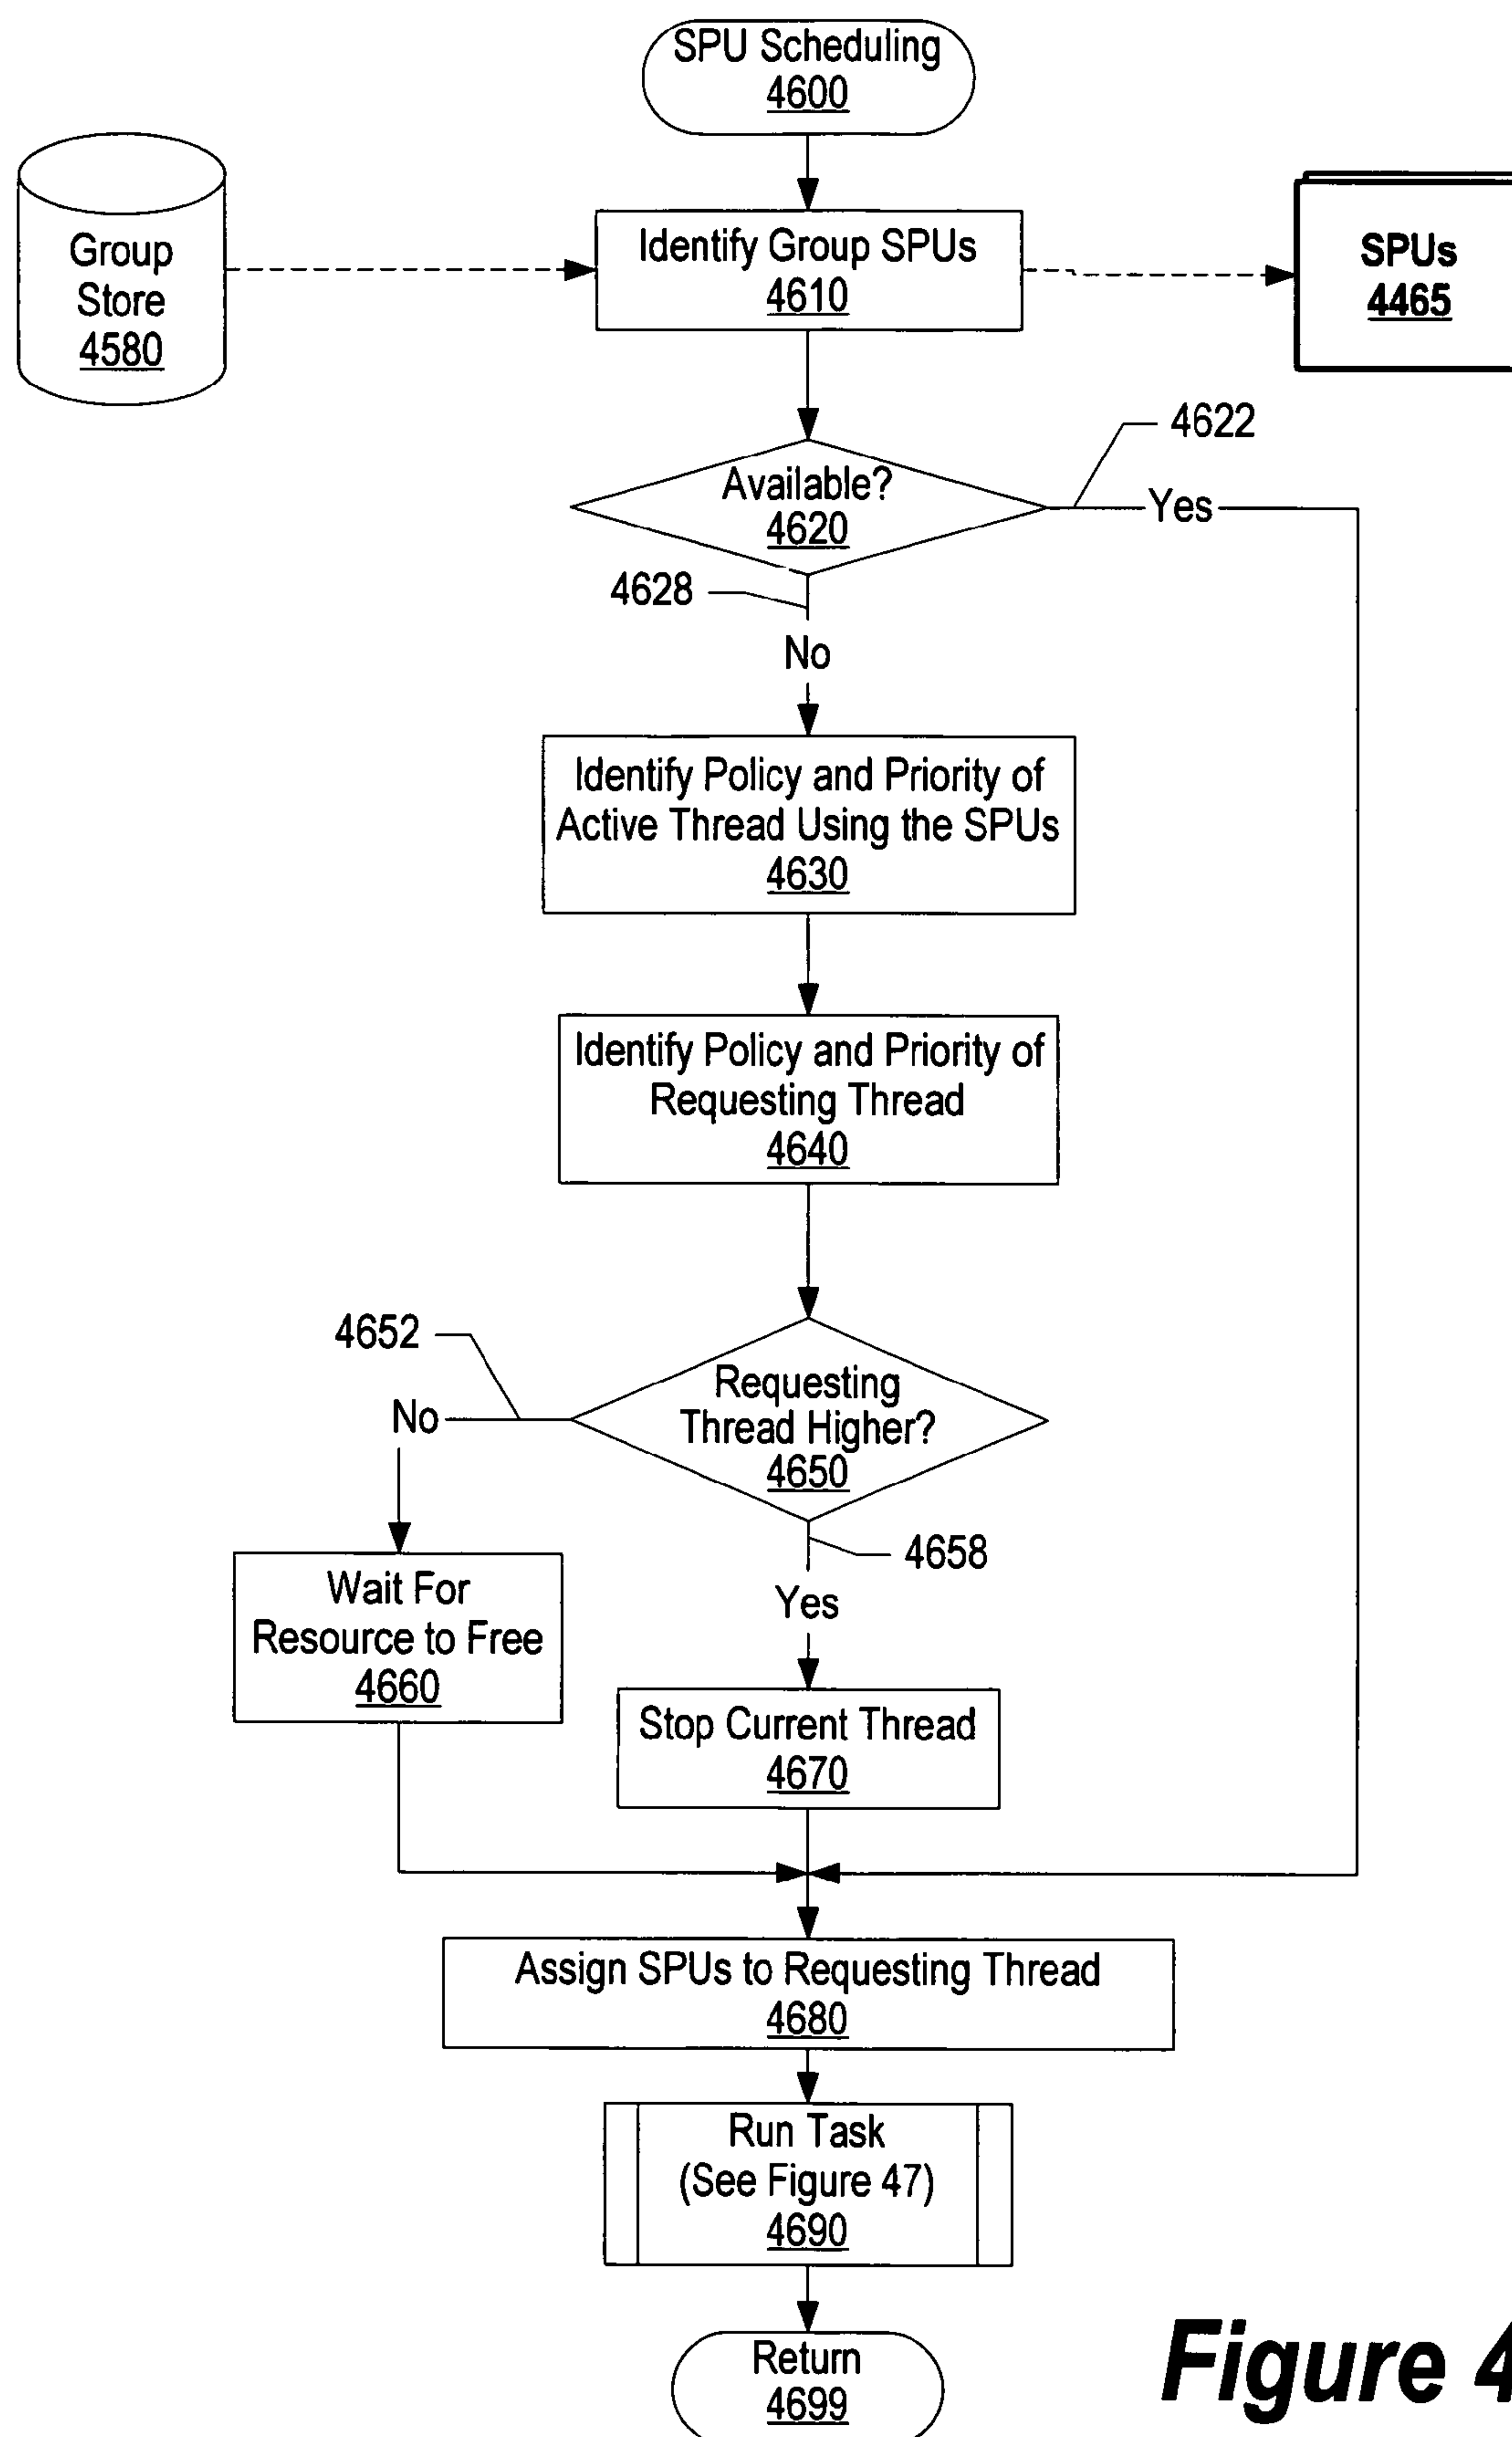 SPU Scheduling
4600
Group
Store
4580
Identify Group SPUs
4610
SPUs
4465
Available?
4620
4622
Yes
4628
No
Identify Policy and Priority of
Active Thread Using the SPUs
4630
Identify Policy and Priority of
Requesting Thread
4640
4652
No
Requesting
Thread Higher?
4650
4658
Yes
Wait For
Resource to Free
4660
Stop Current Thread
4670
Assign SPUs to Requesting Thread
4680
Run Task
(See Figure 47)
4690
Return
4699
Figure 4